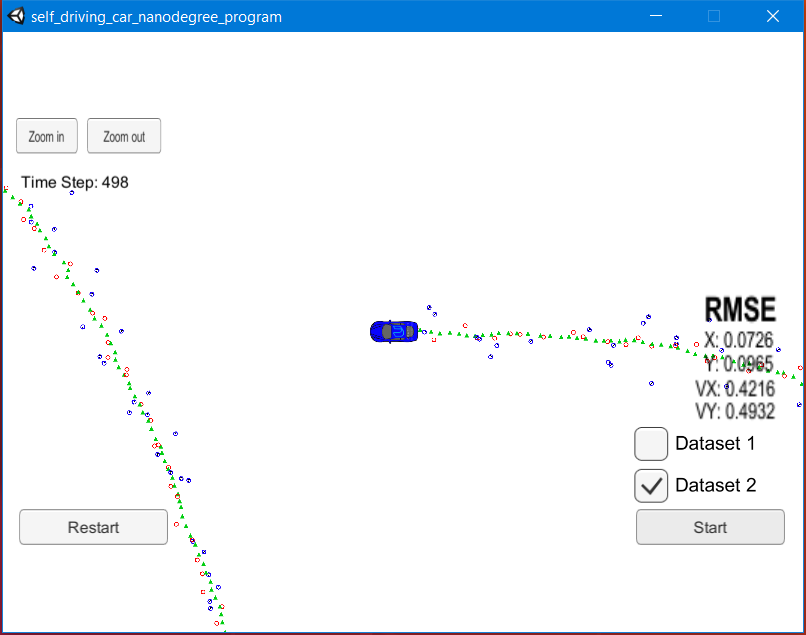 self_driving_car_nanodegree_program
Zoom in
Zoom out
Time Step: 498
RMSE
X: 0.0726
Y: 0.0965
VX: 0.4216
VY: 0.4932
Dataset 1
Dataset 2
Restart
Start